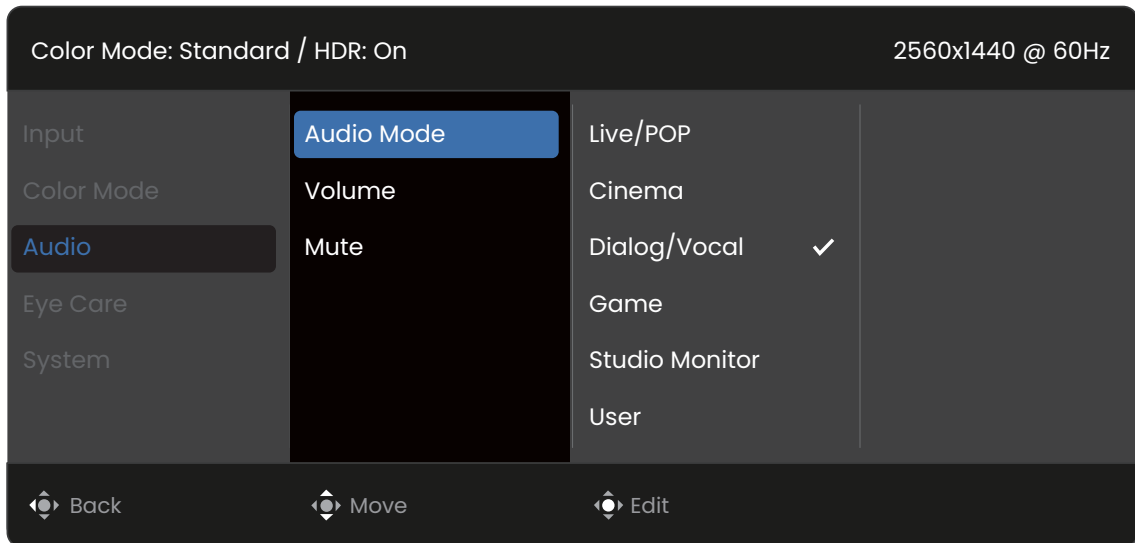 Color Mode: Standard / HDR: On
2560x1440 @ 60Hz
Input
Color Mode
Audio
Eye Care
System
Audio Mode
Volume
Mute
Live/POP
Cinema
Dialog/Vocal
Game
Studio Monitor
User
Back
Move
Edit